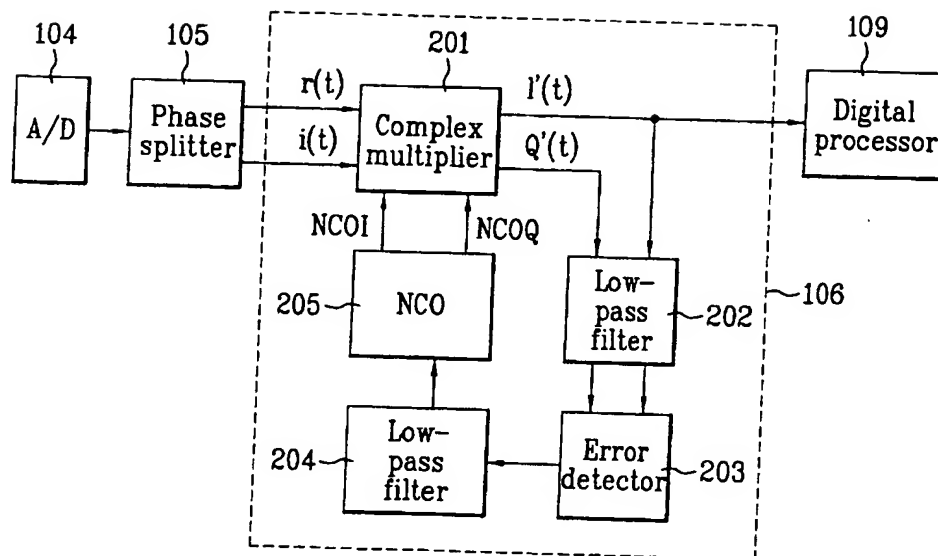 104
105
201
109
A/D
Phase
splitter
r(t)
i(t)
Complex
multiplier
I'(t)
Q'(t)
Digital
processor
NCOI
NCOQ
205
NCO
Low-
pass
filter
202
106
204
Low-
pass
filter
Error
detector
203